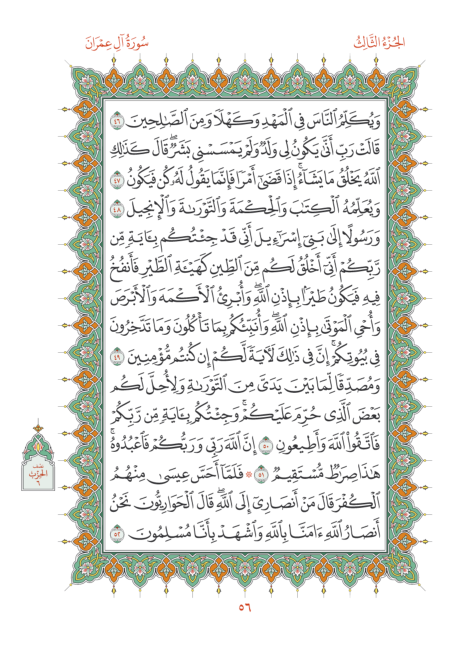 سُورَةُ آلِ عِمْرَانَ
الجُزْءُ الثَّالِثُ
وَيُكَلِّمُ ٱلنَّاسَ فِي ٱلْمَهْدِ وَكَهْلًا وَمِنَ ٱلصَّٰلِحِينَ ٤٦
قَالَتْ رَبِّ أَنَّىٰ يَكُونُ لِي وَلَدٌ وَلَمْ يَمْسَسْنِي بَشَرٌۖ قَالَ كَذَٰلِكِ
ٱللَّهُ يَخْلُقُ مَا يَشَآءُۚ إِذَا قَضَىٰٓ أَمْرًا فَإِنَّمَا يَقُولُ لَهُۥ كُن فَيَكُونُ ٤٧
وَيُعَلِّمُهُ ٱلْكِتَٰبَ وَٱلْحِكْمَةَ وَٱلتَّوْرَىٰةَ وَٱلْإِنجِيلَ ٤٨
وَرَسُولًا إِلَىٰ بَنِيٓ إِسْرَٰٓءِيلَ أَنِّي قَدْ جِئْتُكُم بِـَٔايَةٍ مِّن
رَّبِّكُمْ أَنِّيٓ أَخْلُقُ لَكُم مِّنَ ٱلطِّينِ كَهَيْـَٔةِ ٱلطَّيْرِ فَأَنفُخُ
فِيهِ فَيَكُونُ طَيْرًۢا بِإِذْنِ ٱللَّهِۖ وَأُبْرِئُ ٱلْأَكْمَهَ وَٱلْأَبْرَصَ
وَأُحْيِ ٱلْمَوْتَىٰ بِإِذْنِ ٱللَّهِۖ وَأُنَبِّئُكُم بِمَا تَأْكُلُونَ وَمَا تَدَّخِرُونَ
فِي بُيُوتِكُمْۚ إِنَّ فِي ذَٰلِكَ لَأٓيَةً لَّكُمْ إِن كُنتُم مُّؤْمِنِينَ ٤٩
وَمُصَدِّقًا لِّمَا بَيْنَ يَدَيَّ مِنَ ٱلتَّوْرَىٰةِ وَلِأُحِلَّ لَكُم
بَعْضَ ٱلَّذِي حُرِّمَ عَلَيْكُمْۚ وَجِئْتُكُم بِـَٔايَةٍ مِّن رَّبِّكُمْ
فَٱتَّقُوا۟ ٱللَّهَ وَأَطِيعُونِ ٥٠ إِنَّ ٱللَّهَ رَبِّي وَرَبُّكُمْ فَٱعْبُدُوهُۚ
هَٰذَا صِرَٰطٌ مُّسْتَقِيمٌ ٥١ ۞ فَلَمَّآ أَحَسَّ عِيسَىٰ مِنْهُمُ
ٱلْكُفْرَ قَالَ مَنْ أَنصَارِيٓ إِلَى ٱللَّهِۖ قَالَ ٱلْحَوَارِيُّونَ نَحْنُ
أَنصَارُ ٱللَّهِ ءَامَنَّا بِٱللَّهِ وَٱشْهَدْ بِأَنَّا مُسْلِمُونَ ٥٢
نصف
الحزب
٦
٥٦